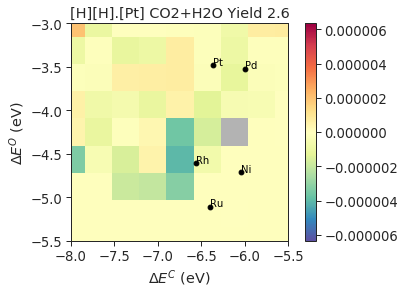 [H][H].[Pt] CO2+H2O Yield 2.6
−3.0
−3.5
−4.0
−4.5
−5.0
−5.5
ΔE^O (eV)
−8.0 −7.5 −7.0 −6.5 −6.0 −5.5
ΔE^C (eV)
Pt
Pd
Rh
Ni
Ru
0.000006
0.000004
0.000002
0.000000
−0.000002
−0.000004
−0.000006